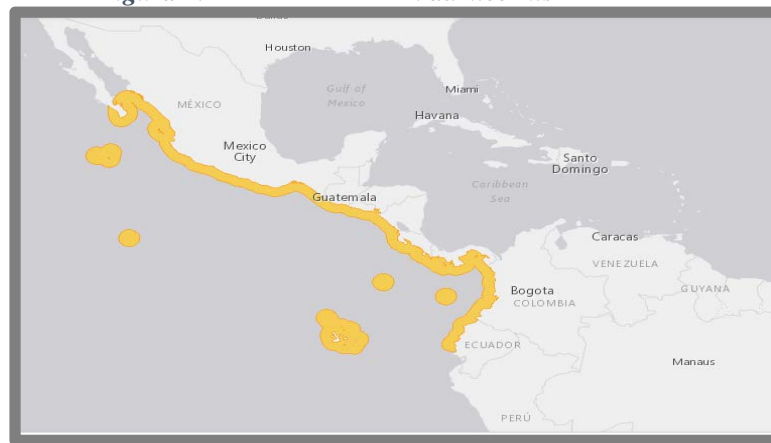 Houston
Gulf of
Mexico
Miami
MÉXICO
Havana
Mexico
City
Santo
Domingo
Caribbean
Sea
Guatemala
Caracas
VENEZUELA
Bogota
COLOMBIA
GUYANA
ECUADOR
Manaus
PERÚ